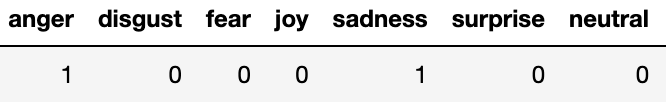 anger disgust fear joy sadness surprise neutral
1 0 0 0 1 0 0